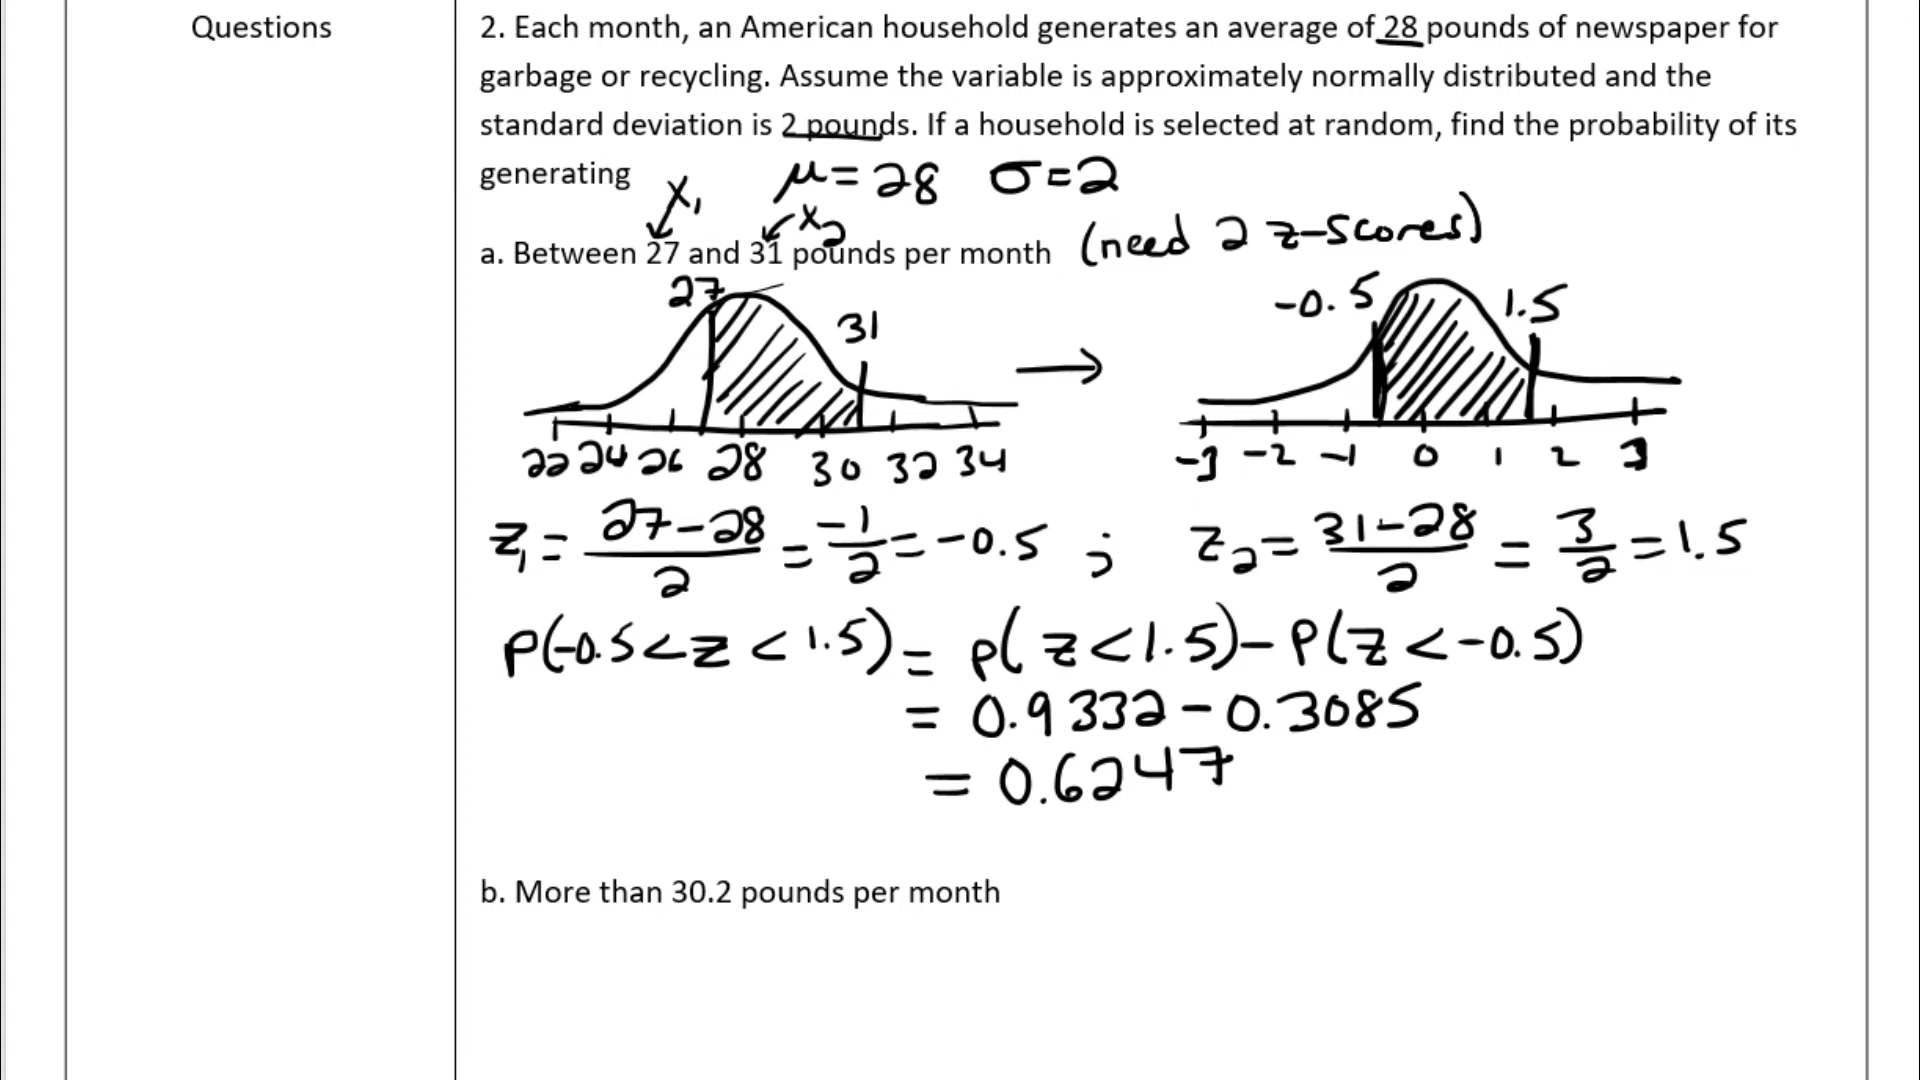 Questions
2. Each month, an American household generates an average of 28 pounds of newspaper for
garbage or recycling. Assume the variable is approximately normally distributed and the
standard deviation is 2 pounds. If a household is selected at random, find the probability of its
generating
μ=28 σ=2
x₁
x₂
a. Between 27 and 31 pounds per month (need 2 z-scores)
27
31
22 24 26 28 30 32 34
→
-0.5
1.5
-3 -2 -1 0 1 2 3
z₁ = 27-28/2 = -1/2 = -0.5 ; z₂ = 31-28/2 = 3/2 = 1.5
P(-0.5<z<1.5) = P(z<1.5)-P(z<-0.5)
= 0.9332-0.3085
= 0.6247
b. More than 30.2 pounds per month